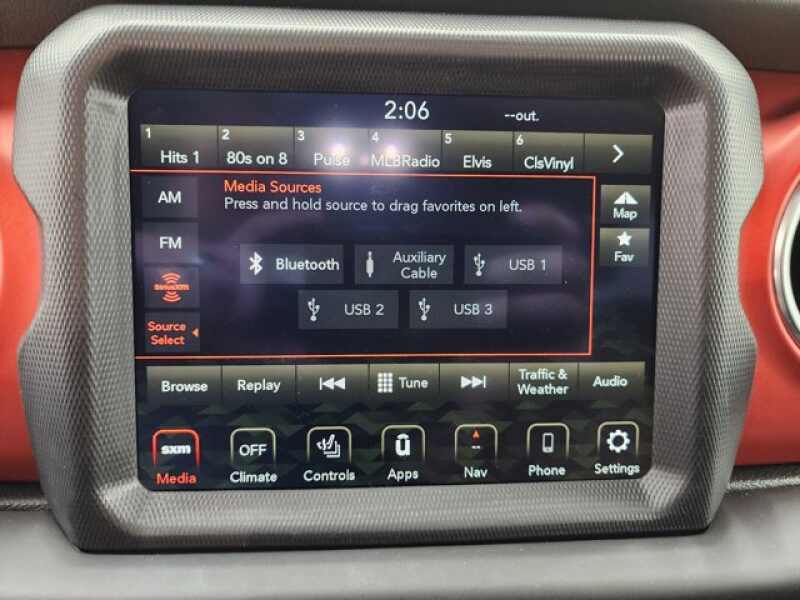 2:06
--out.
1
Hits 1
2
80s on 8
3
Pulse
4
MLBRadio
5
Elvis
6
ClsVinyl
AM
FM
SiriusXM
Source
Select
Media Sources
Press and hold source to drag favorites on left.
Bluetooth
Auxiliary
Cable
USB 1
USB 2
USB 3
Map
Fav
Browse
Replay
Tune
Traffic &
Weather
Audio
sxm
Media
OFF
Climate
Controls
ū
Apps
--
Nav
Phone
Settings